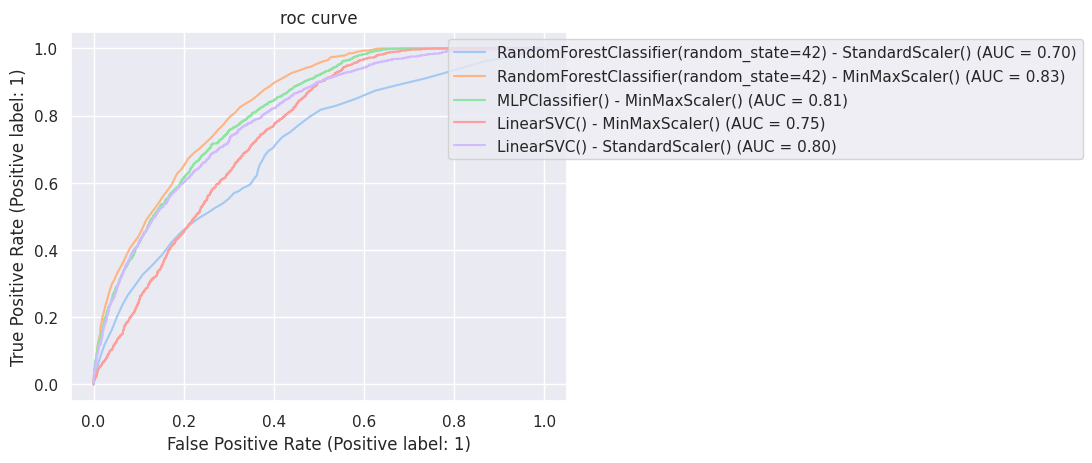 roc curve
RandomForestClassifier(random_state=42) - StandardScaler() (AUC = 0.70)
RandomForestClassifier(random_state=42) - MinMaxScaler() (AUC = 0.83)
MLPClassifier() - MinMaxScaler() (AUC = 0.81)
LinearSVC() - MinMaxScaler() (AUC = 0.75)
LinearSVC() - StandardScaler() (AUC = 0.80)
True Positive Rate (Positive label: 1)
1.0
0.8
0.6
0.4
0.2
0.0
0.0 0.2 0.4 0.6 0.8 1.0
False Positive Rate (Positive label: 1)